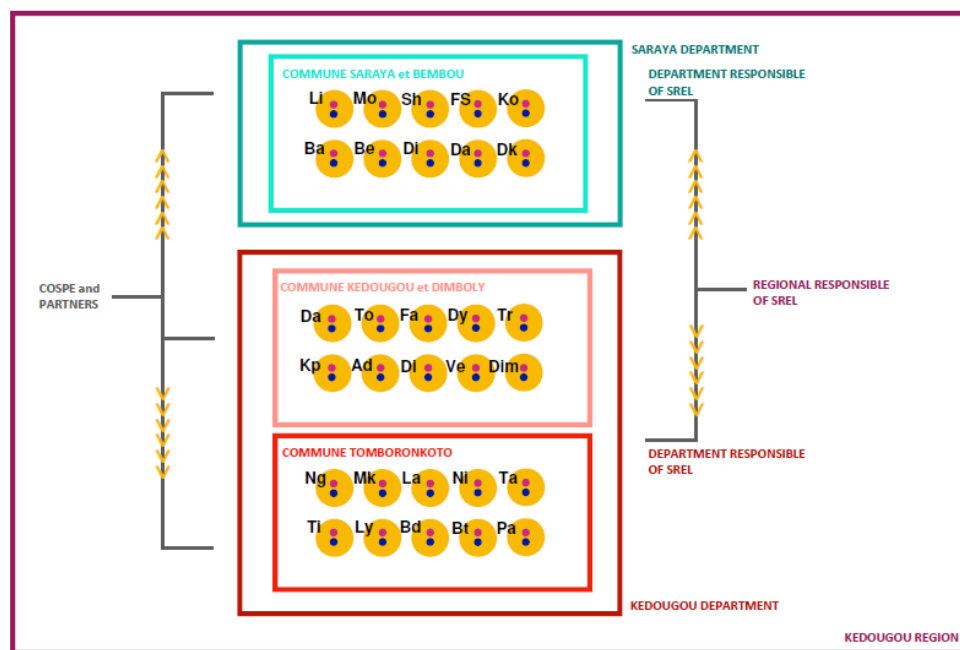 SARAYA DEPARTMENT
COMMUNE SARAYA et BEMBOU
DEPARTMENT RESPONSIBLE
OF SREL
Li Mo Sh FS Ko
Ba Be Di Da Dk
COSPE and
PARTNERS
REGIONAL RESPONSIBLE
OF SREL
COMMUNE KEDOUGOU et DIMBOLY
Da To Fa Dy Tr
Kp Ad Di Ve Dim
COMMUNE TOMBORONKOTO
DEPARTMENT RESPONSIBLE
OF SREL
Ng Mk La Ni Ta
Ti Ly Bd Bt Pa
KEDOUGOU DEPARTMENT
KEDOUGOU REGION